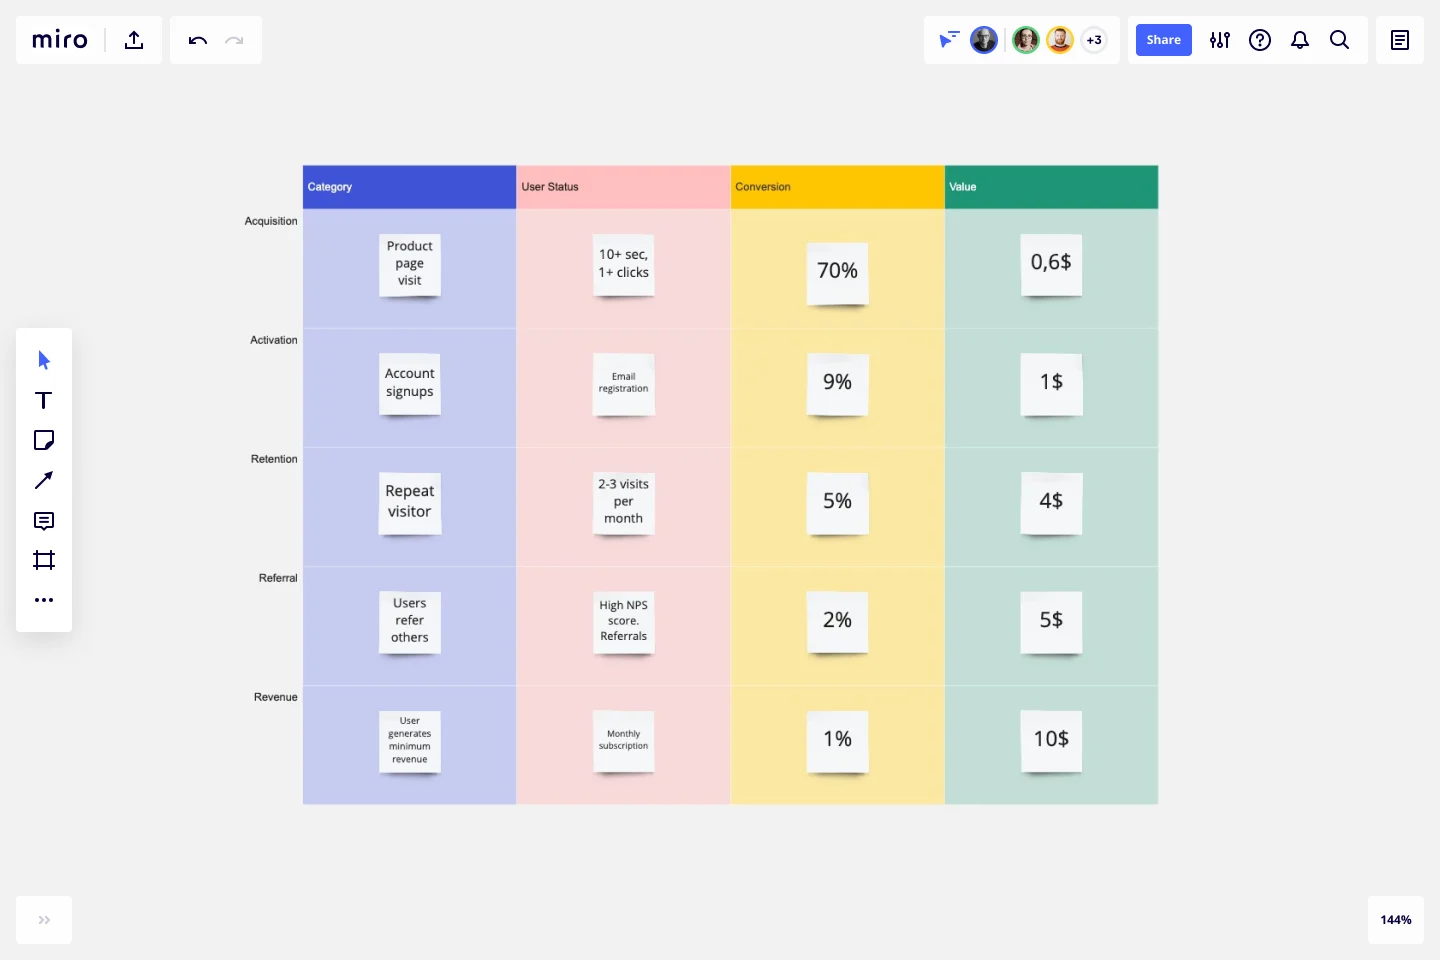 miro
+3
Share
Category
User Status
Conversion
Value
Acquisition
Product
page
visit
10+ sec,
1+ clicks
70%
0,6$
Activation
Account
signups
Email
registration
9%
1$
Retention
Repeat
visitor
2-3 visits
per
month
5%
4$
Referral
Users
refer
others
High NPS
score.
Referrals
2%
5$
Revenue
User
generates
minimum
revenue
Monthly
subscription
1%
10$
144%